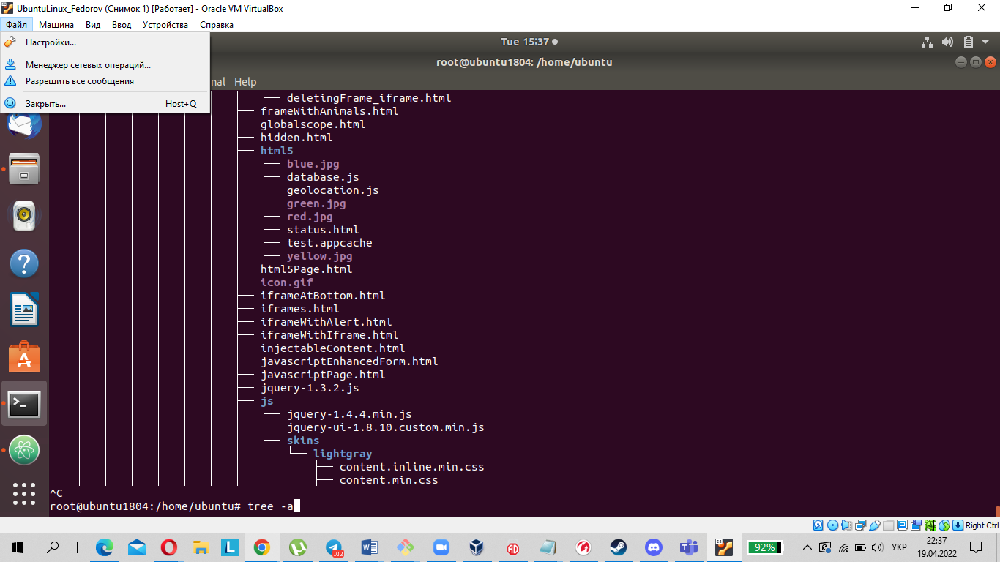 UbuntuLinux_Fedorov (Снимок 1) [Работает] - Oracle VM VirtualBox
Файл Машина Вид Ввод Устройства Справка
Настройки...
Менеджер сетевых операций...
Разрешить все сообщения
Закрыть... Host+Q
Tue 15:37
root@ubuntu1804: /home/ubuntu
nal Help
deletingFrame_iframe.html
frameWithAnimals.html
globalscope.html
hidden.html
html5
blue.jpg
database.js
geolocation.js
green.jpg
red.jpg
status.html
test.appcache
yellow.jpg
html5Page.html
icon.gif
iframeAtBottom.html
iframes.html
iframeWithAlert.html
iframeWithIframe.html
injectableContent.html
javascriptEnhancedForm.html
javascriptPage.html
jquery-1.3.2.js
js
jquery-1.4.4.min.js
jquery-ui-1.8.10.custom.min.js
skins
lightgray
content.inline.min.css
content.min.css
^C
root@ubuntu1804:/home/ubuntu# tree -a
Right Ctrl
92%
УКР
22:37
19.04.2022